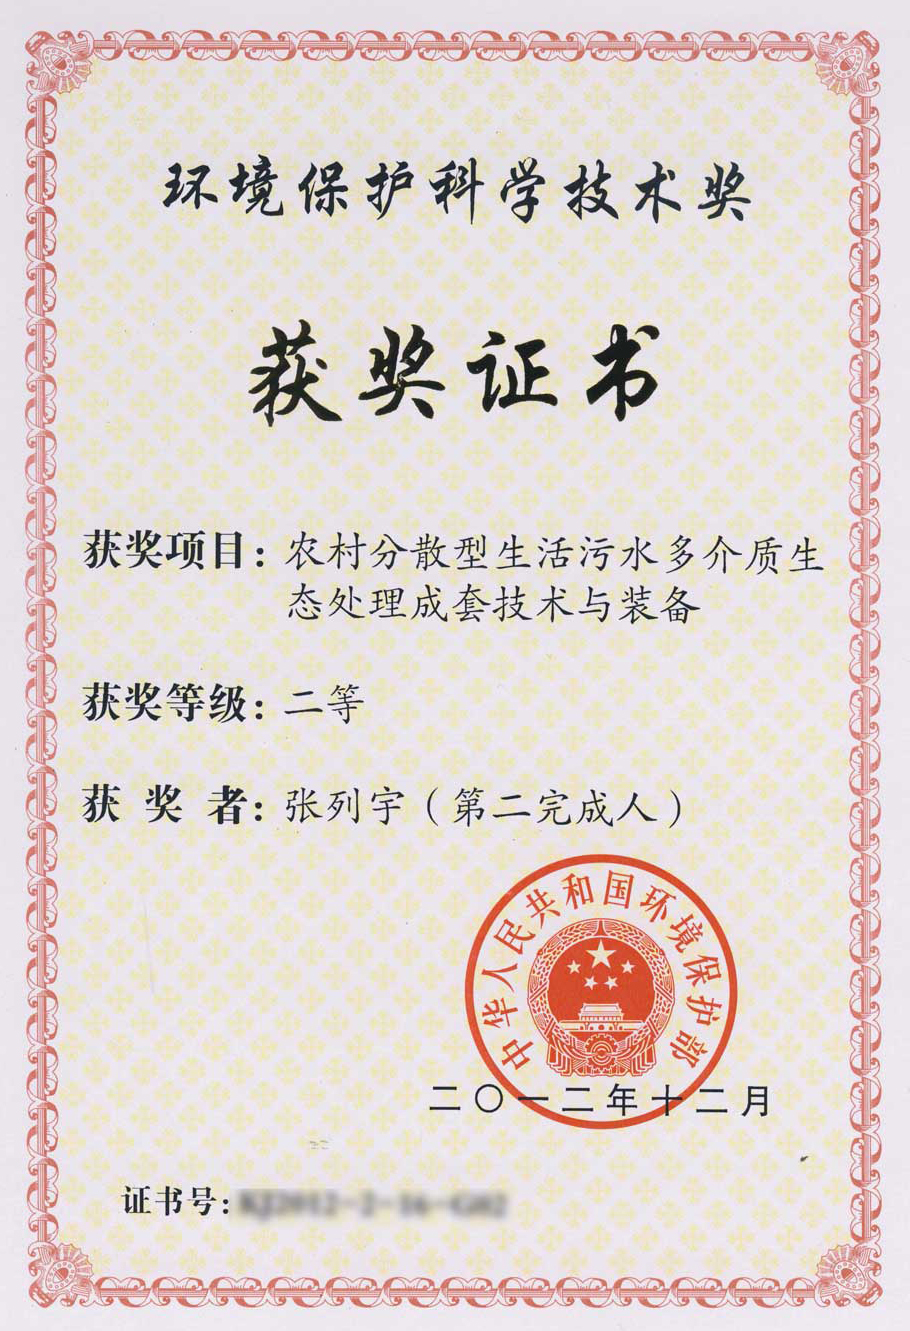 环境保护科学技术奖
获奖证书
获奖项目：农村分散型生活污水多介质生
态处理成套技术与装备
获奖等级：二等
获奖者：张列宇（第二完成人）
中华人民共和国环境保护部
二〇一二年十二月
证书号：